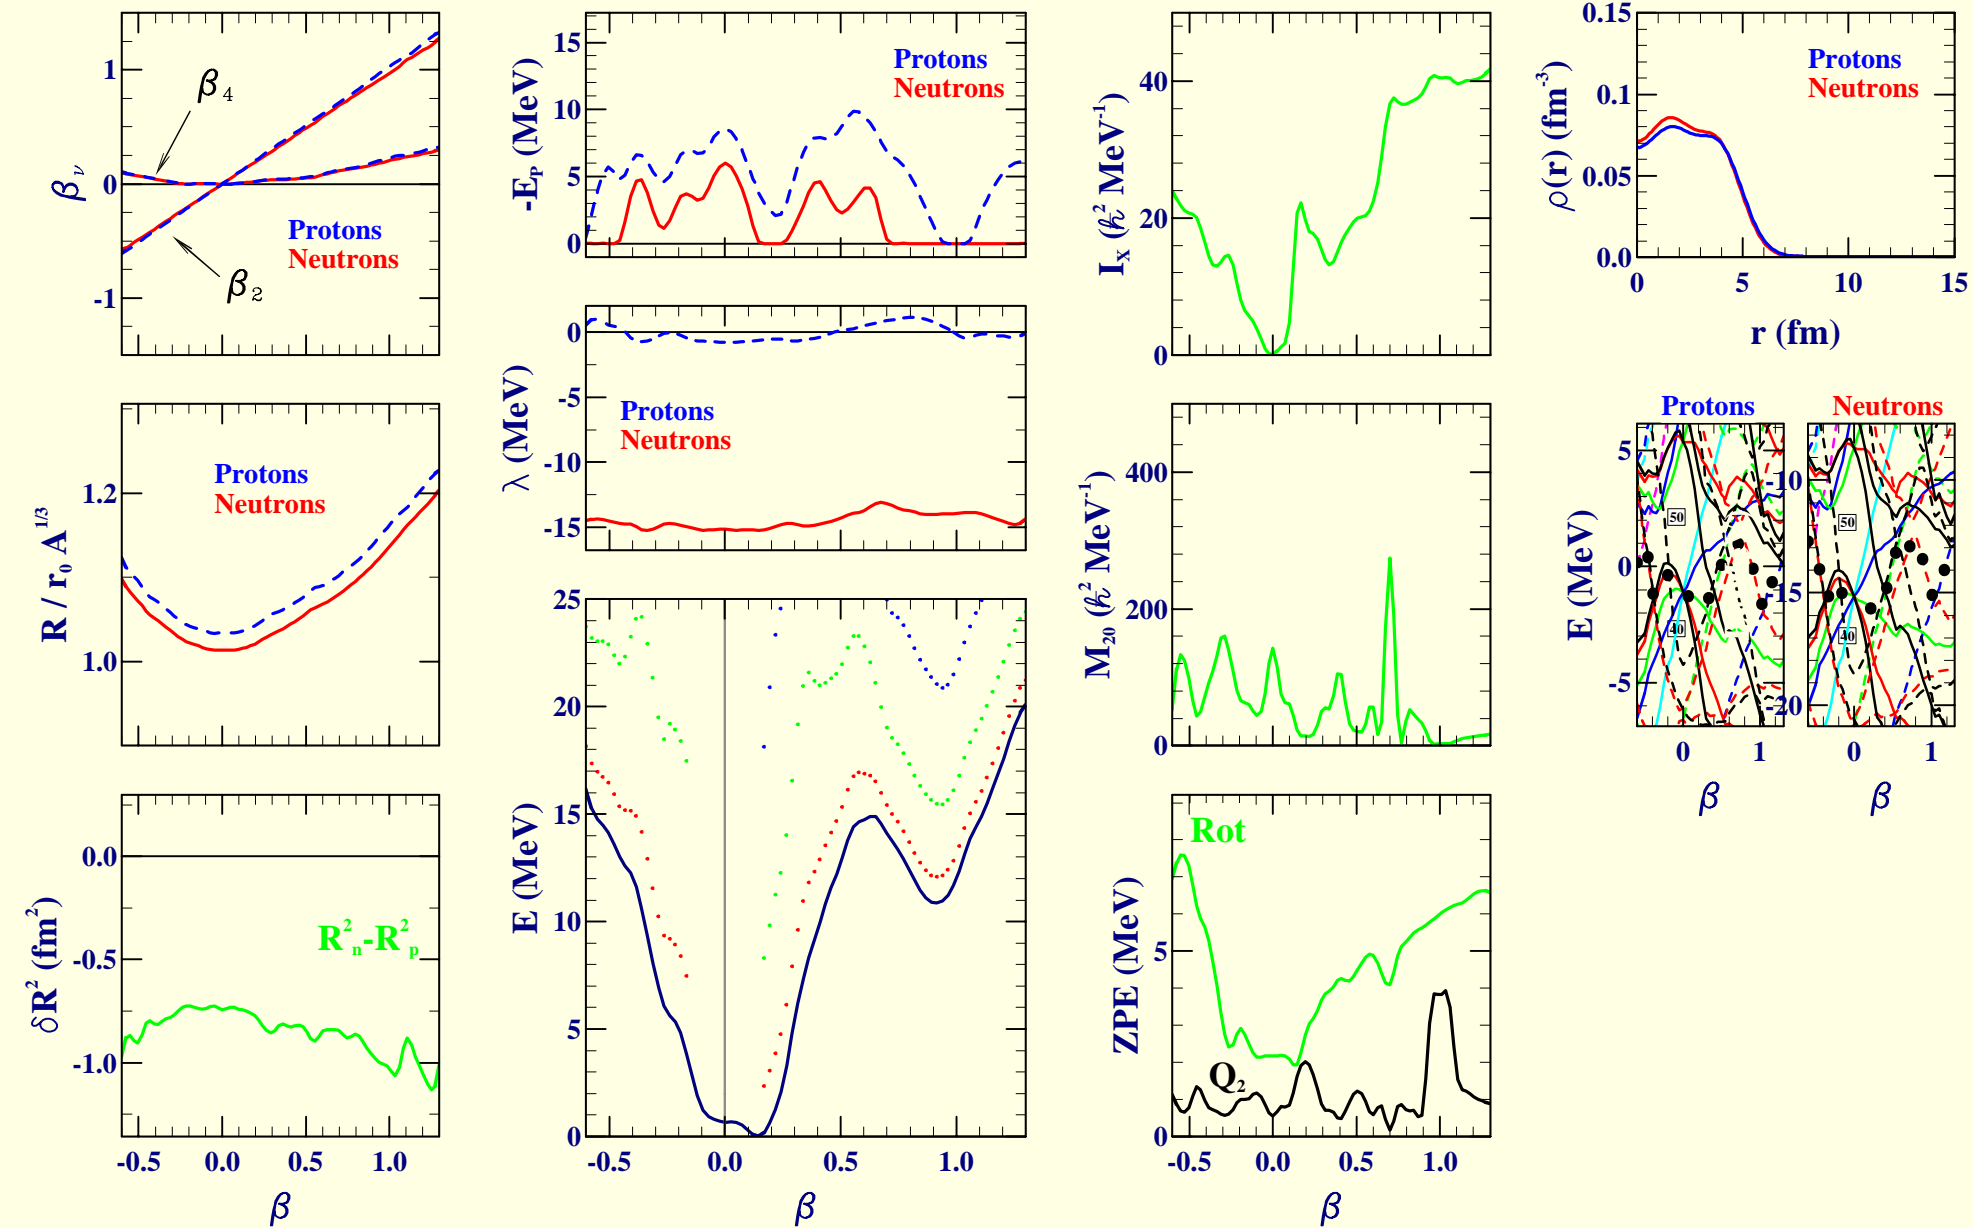 β4
1
0
-1
βν
Protons
Neutrons
β2
Protons
Neutrons
1.2
1.0
R / r0 A1/3
0.0
-0.5
-1.0
δR2 (fm2)
R2n-R2p
-0.5 0.0 0.5 1.0
β
15
10
5
0
-EP (MeV)
Protons
Neutrons
0
-5
-10
-15
λ (MeV)
Protons
Neutrons
25
20
15
10
5
0
E (MeV)
-0.5 0.0 0.5 1.0
β
40
20
0
IX (ℏ2 MeV-1)
400
200
0
M20 (ℏ2 MeV-1)
Rot
5
0
ZPE (MeV)
Q2
-0.5 0.0 0.5 1.0
β
0.15
0.1
0.05
0.0
ρ(r) (fm-3)
Protons
Neutrons
0 5 10 15
r (fm)
Protons Neutrons
5
0
-5
E (MeV)
50
40
-10
-15
-20
50
40
0 1 0 1
β β